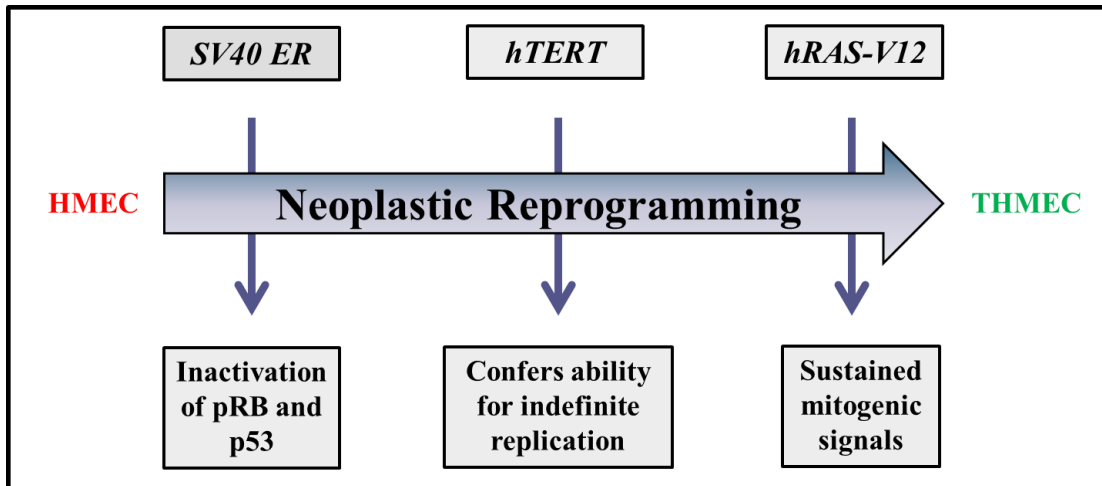 SV40 ER
hTERT
hRAS-V12
HMEC
Neoplastic Reprogramming
THMEC
Inactivation
of pRB and
p53
Confers ability
for indefinite
replication
Sustained
mitogenic
signals